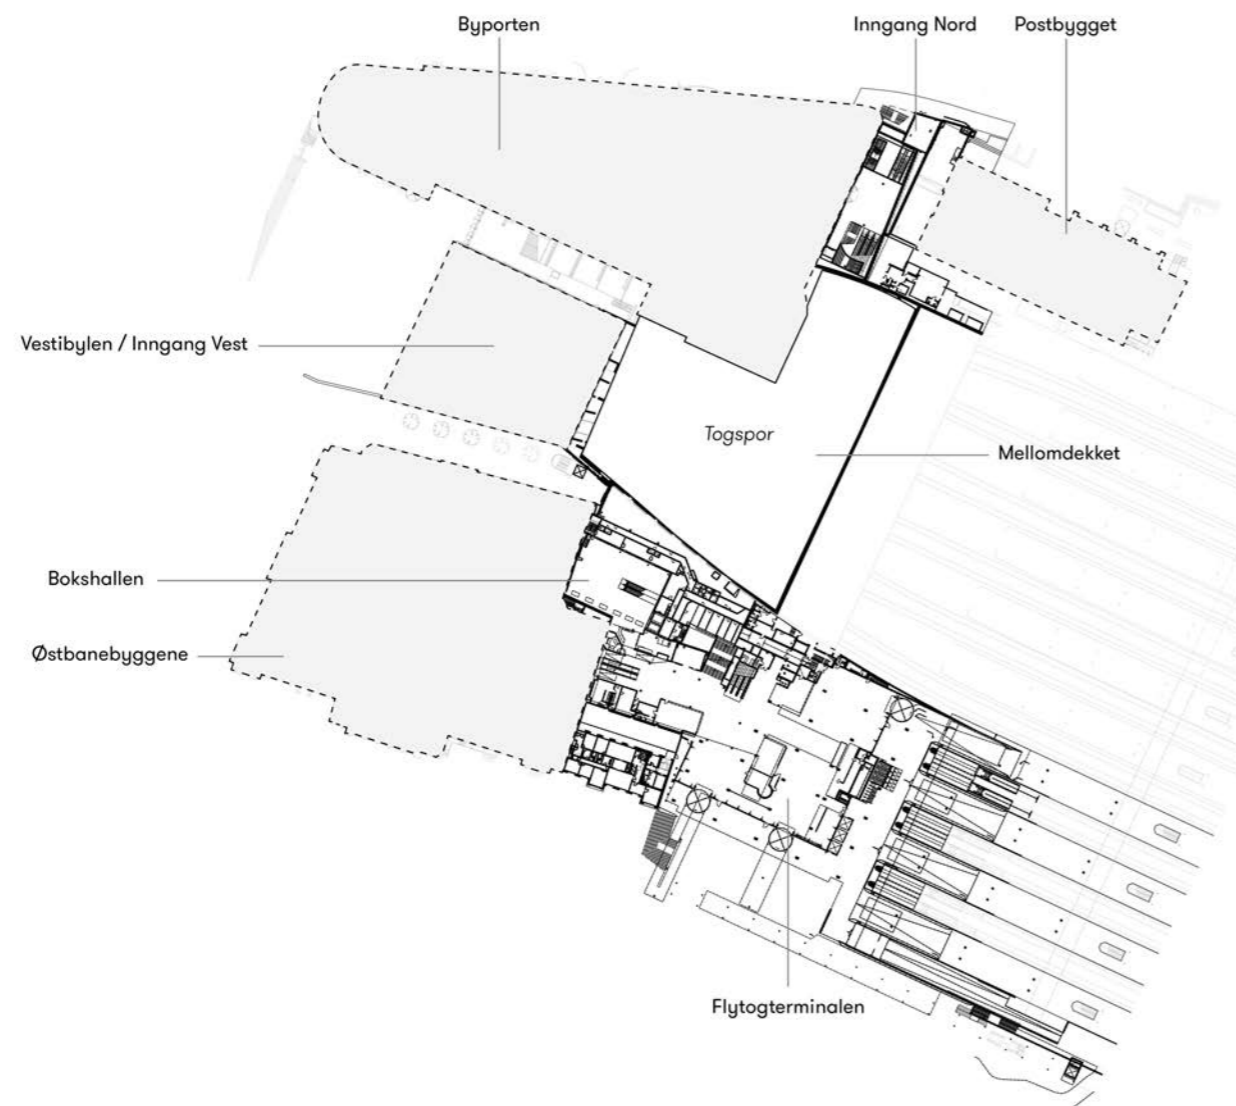 Byporten
Inngang Nord
Postbygget
Vestibylen / Inngang Vest
Togspor
Mellomdekket
Bokshallen
Østbanebyggene
Flytogterminalen